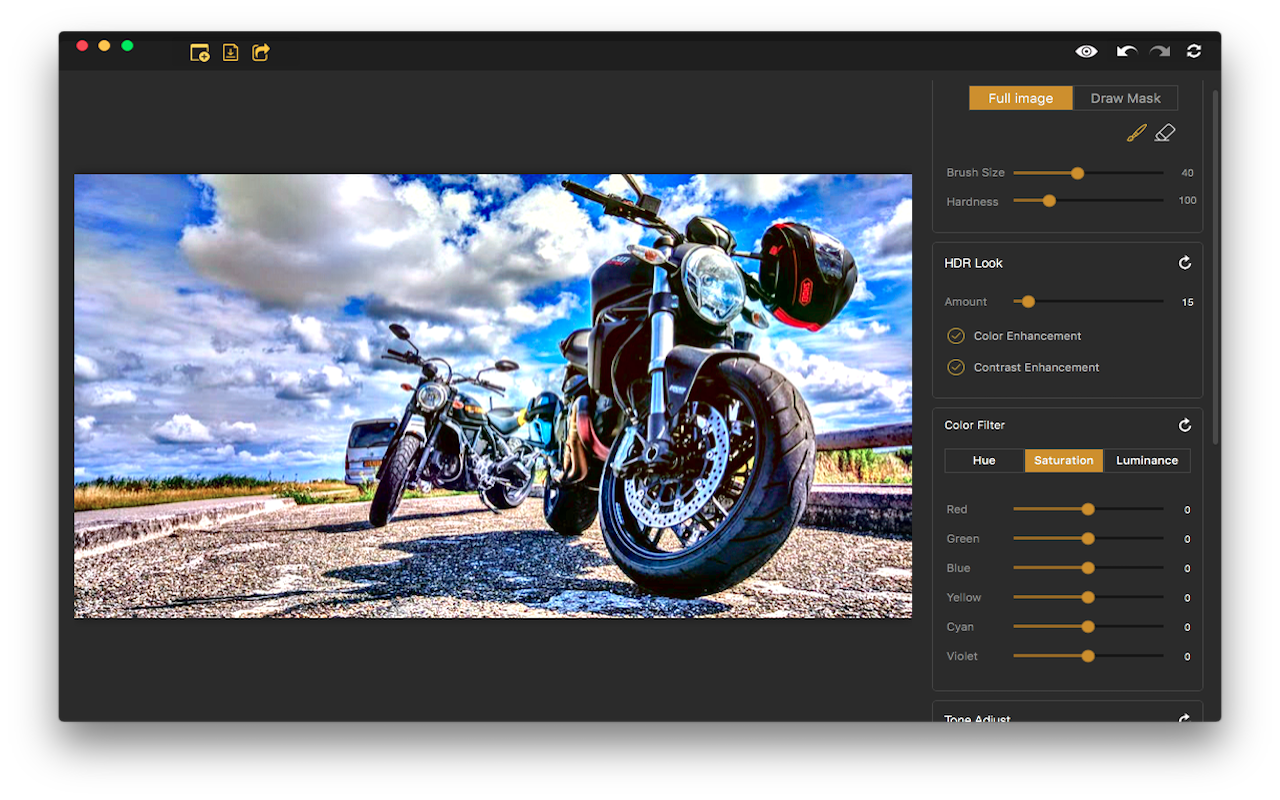 Full image Draw Mask
Brush Size 40
Hardness 100
HDR Look
Amount 15
Color Enhancement
Contrast Enhancement
Color Filter
Hue Saturation Luminance
Red 0
Green 0
Blue 0
Yellow 0
Cyan 0
Violet 0
Tone Adjust